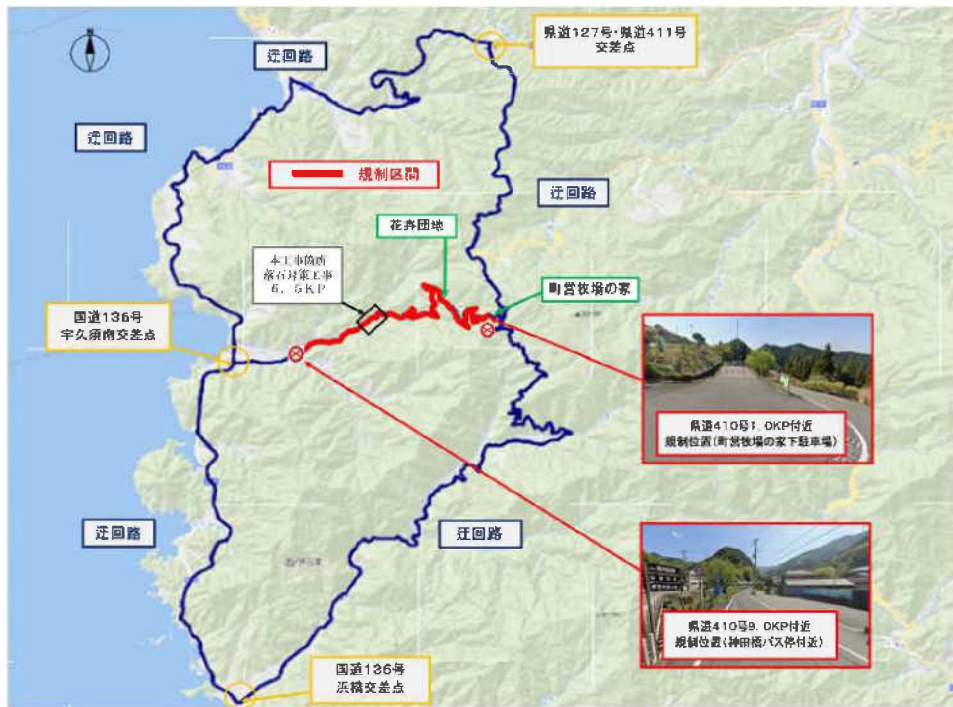 県道127号・県道411号
交差点
迂回路
迂回路
規制区間
迂回路
花卉団地
本工事箇所
落石対策工事
6.5KP
町営牧場の家
国道136号
宇久須南交差点
県道410号1.0KP付近
規制位置(町営牧場の家下駐車場)
迂回路
迂回路
県道410号9.0KP付近
規制位置(神田橋バス停付近)
国道136号
浜橋交差点